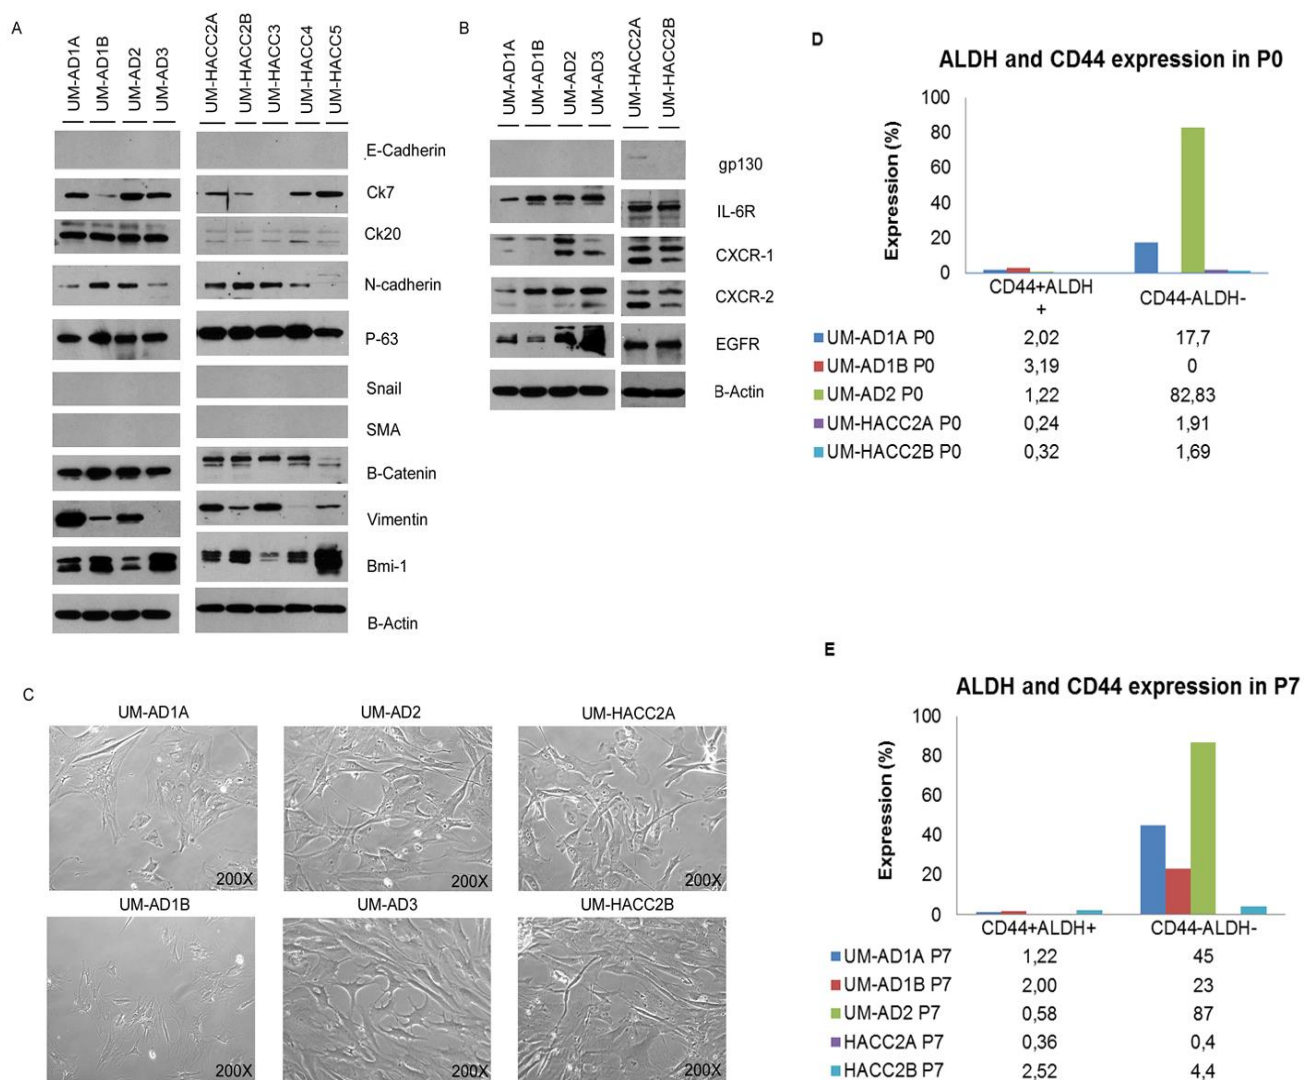 A
UM-AD1A
UM-AD1B
UM-AD2
UM-AD3
UM-HACC2A
UM-HACC2B
UM-HACC3
UM-HACC4
UM-HACC5
E-Cadherin
Ck7
Ck20
N-cadherin
P-63
Snail
SMA
B-Catenin
Vimentin
Bmi-1
B-Actin
B
UM-AD1A
UM-AD1B
UM-AD2
UM-AD3
UM-HACC2A
UM-HACC2B
gp130
IL-6R
CXCR-1
CXCR-2
EGFR
B-Actin
C
UM-AD1A
UM-AD2
UM-HACC2A
200X
200X
200X
UM-AD1B
UM-AD3
UM-HACC2B
200X
200X
200X
D
ALDH and CD44 expression in P0
Expression (%)
100
80
60
40
20
0
CD44+ALDH
+
CD44-ALDH-
UM-AD1A P0 2,02 17,7
UM-AD1B P0 3,19 0
UM-AD2 P0 1,22 82,83
UM-HACC2A P0 0,24 1,91
UM-HACC2B P0 0,32 1,69
E
ALDH and CD44 expression in P7
Expression (%)
100
80
60
40
20
0
CD44+ALDH+ CD44-ALDH-
UM-AD1A P7 1,22 45
UM-AD1B P7 2,00 23
UM-AD2 P7 0,58 87
HACC2A P7 0,36 0,4
HACC2B P7 2,52 4,4